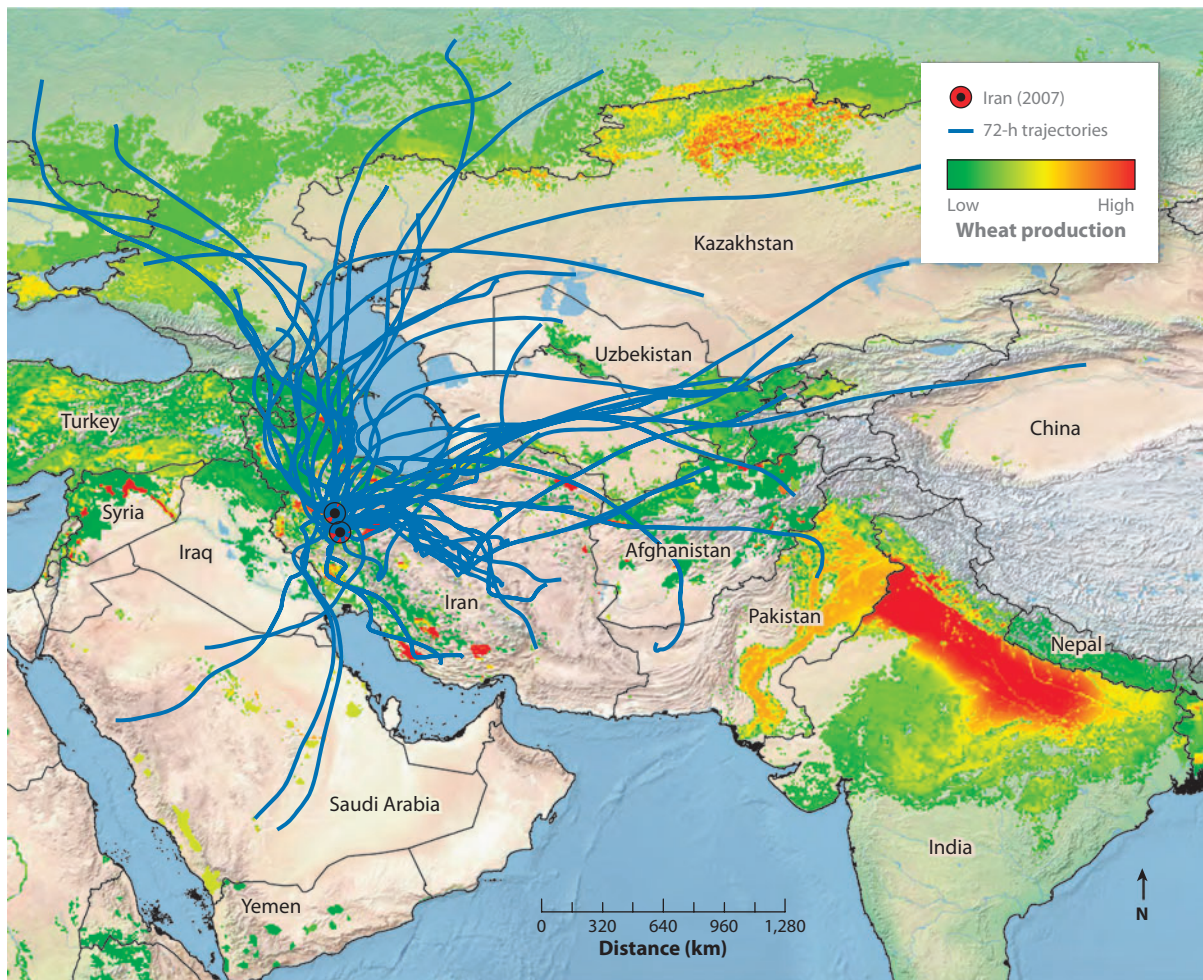 Iran (2007)
72-h trajectories
Low High
Wheat production
Kazakhstan
Uzbekistan
Turkey
China
Syria
Iraq
Afghanistan
Iran
Pakistan
Nepal
Saudi Arabia
India
Yemen
N
0 320 640 960 1,280
Distance (km)